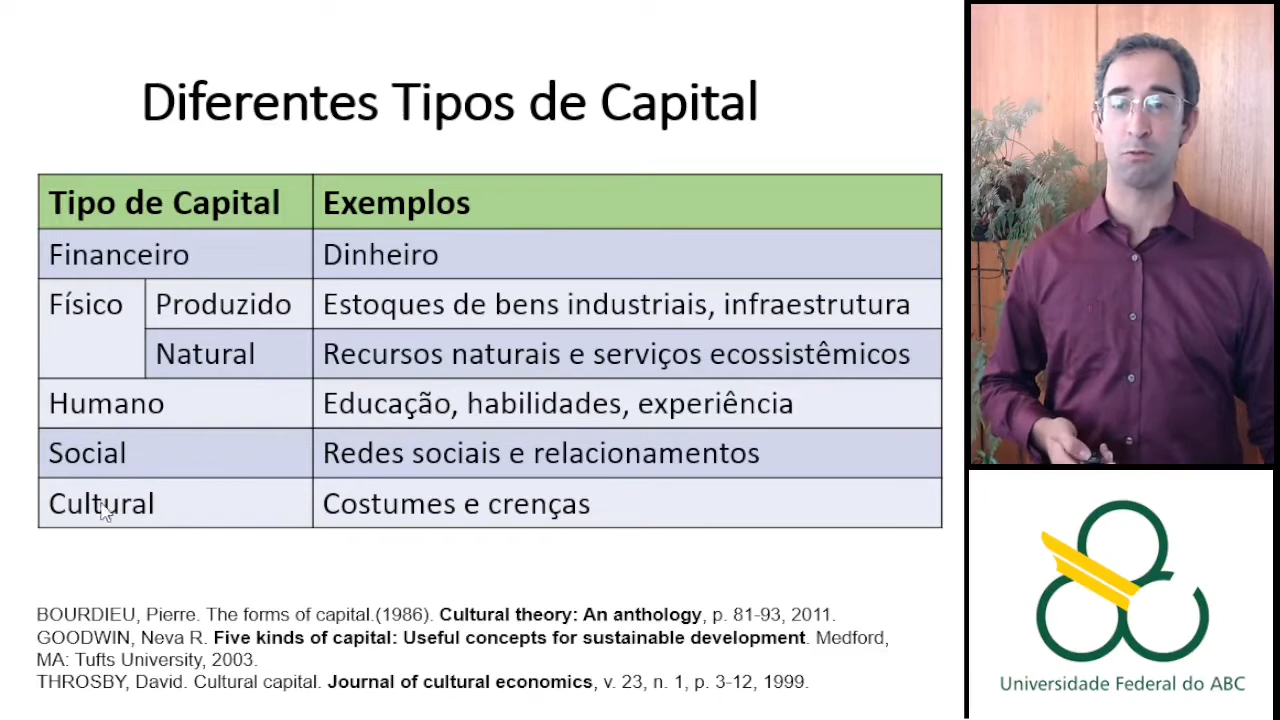 Diferentes Tipos de Capital
Tipo de Capital Exemplos
Financeiro Dinheiro
Físico Produzido Estoques de bens industriais, infraestrutura
Natural Recursos naturais e serviços ecossistêmicos
Humano Educação, habilidades, experiência
Social Redes sociais e relacionamentos
Cultural Costumes e crenças
BOURDIEU, Pierre. The forms of capital.(1986). Cultural theory: An anthology, p. 81-93, 2011.
GOODWIN, Neva R. Five kinds of capital: Useful concepts for sustainable development. Medford,
MA: Tufts University, 2003.
THROSBY, David. Cultural capital. Journal of cultural economics, v. 23, n. 1, p. 3-12, 1999.
Universidade Federal do ABC